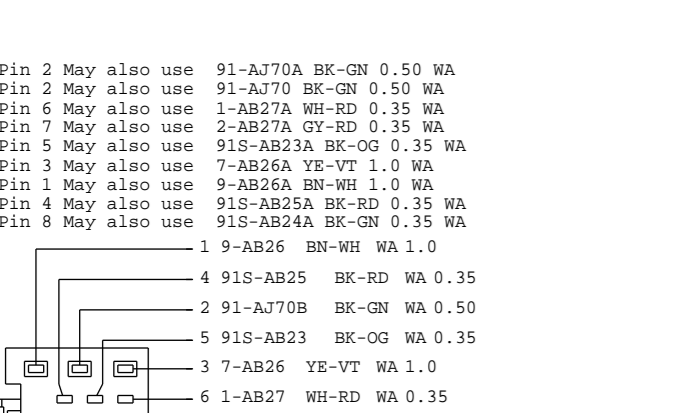 Pin 2 May also use 91-AJ70A BK-GN 0.50 WA
Pin 2 May also use 91-AJ70 BK-GN 0.50 WA
Pin 6 May also use 1-AB27A WH-RD 0.35 WA
Pin 7 May also use 2-AB27A GY-RD 0.35 WA
Pin 5 May also use 91S-AB23A BK-OG 0.35 WA
Pin 3 May also use 7-AB26A YE-VT 1.0 WA
Pin 1 May also use 9-AB26A BN-WH 1.0 WA
Pin 4 May also use 91S-AB25A BK-RD 0.35 WA
Pin 8 May also use 91S-AB24A BK-GN 0.35 WA
1 9-AB26 BN-WH WA 1.0
4 91S-AB25 BK-RD WA 0.35
2 91-AJ70B BK-GN WA 0.50
5 91S-AB23 BK-OG WA 0.35
3 7-AB26 YE-VT WA 1.0
6 1-AB27 WH-RD WA 0.35